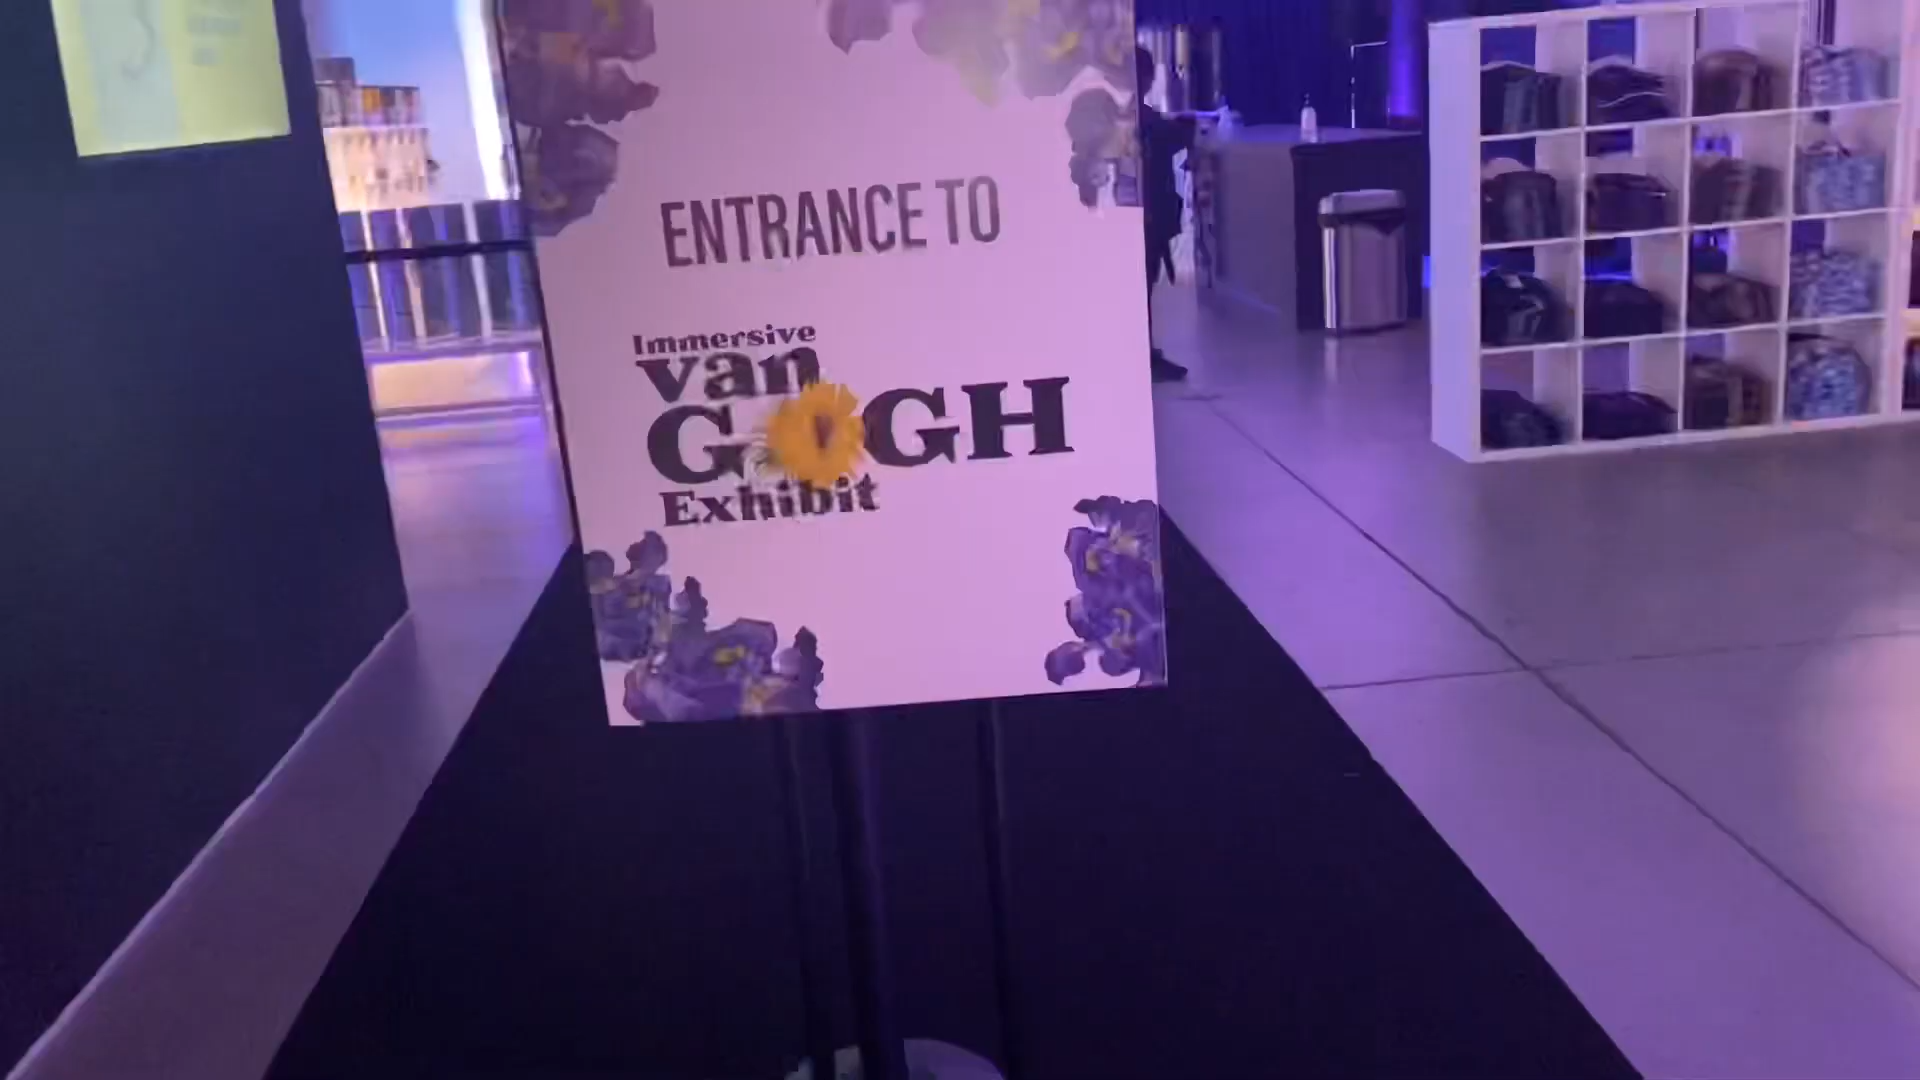 ENTRANCE TO
Immersive
van
GOGH
Exhibit